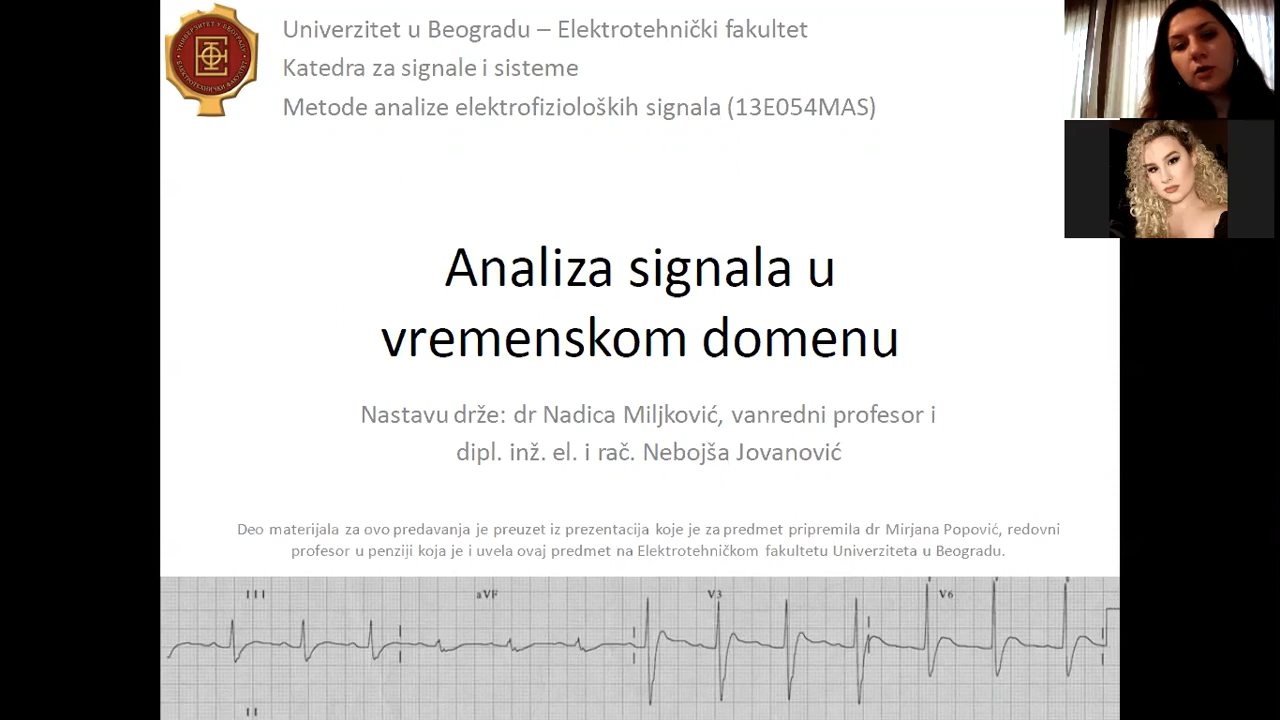 Univerzitet u Beogradu – Elektrotehnički fakultet
Katedra za signale i sisteme
Metode analize elektrofizioloških signala (13E054MAS)
Analiza signala u
vremenskom domenu
Nastavu drže: dr Nadica Miljković, vanredni profesor i
dipl. inž. el. i rač. Nebojša Jovanović
Deo materijala za ovo predavanja je preuzet iz prezentacija koje je za predmet pripremila dr Mirjana Popović, redovni
profesor u penziji koja je i uvela ovaj predmet na Elektrotehničkom fakultetu Univerziteta u Beogradu.
III aVF V3 V6
II